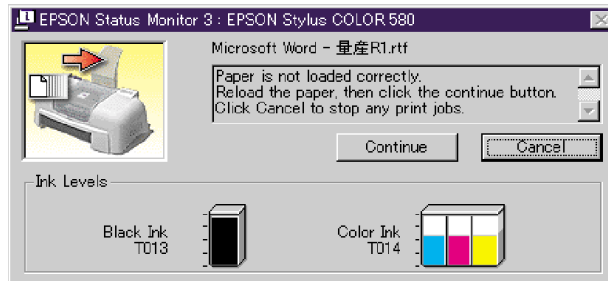 EPSON Status Monitor 3 : EPSON Stylus COLOR 580
Microsoft Word - 量産R1.rtf
Paper is not loaded correctly.
Reload the paper, then click the continue button.
Click Cancel to stop any print jobs.
Continue
Cancel
Ink Levels
Black Ink
T013
Color Ink
T014